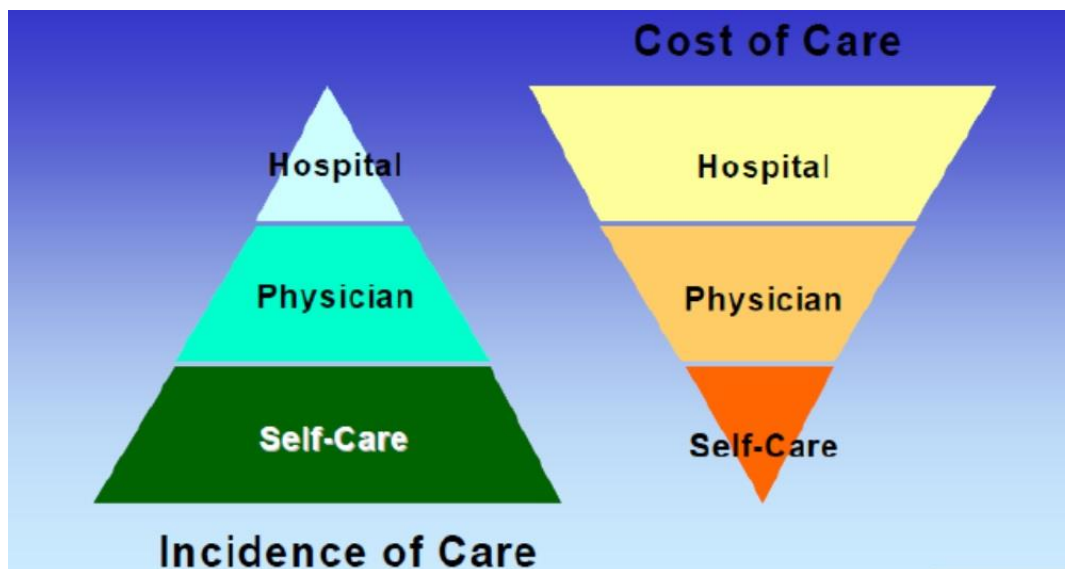 Cost of Care
Hospital
Physician
Self-Care
Incidence of Care
Hospital
Physician
Self-Care